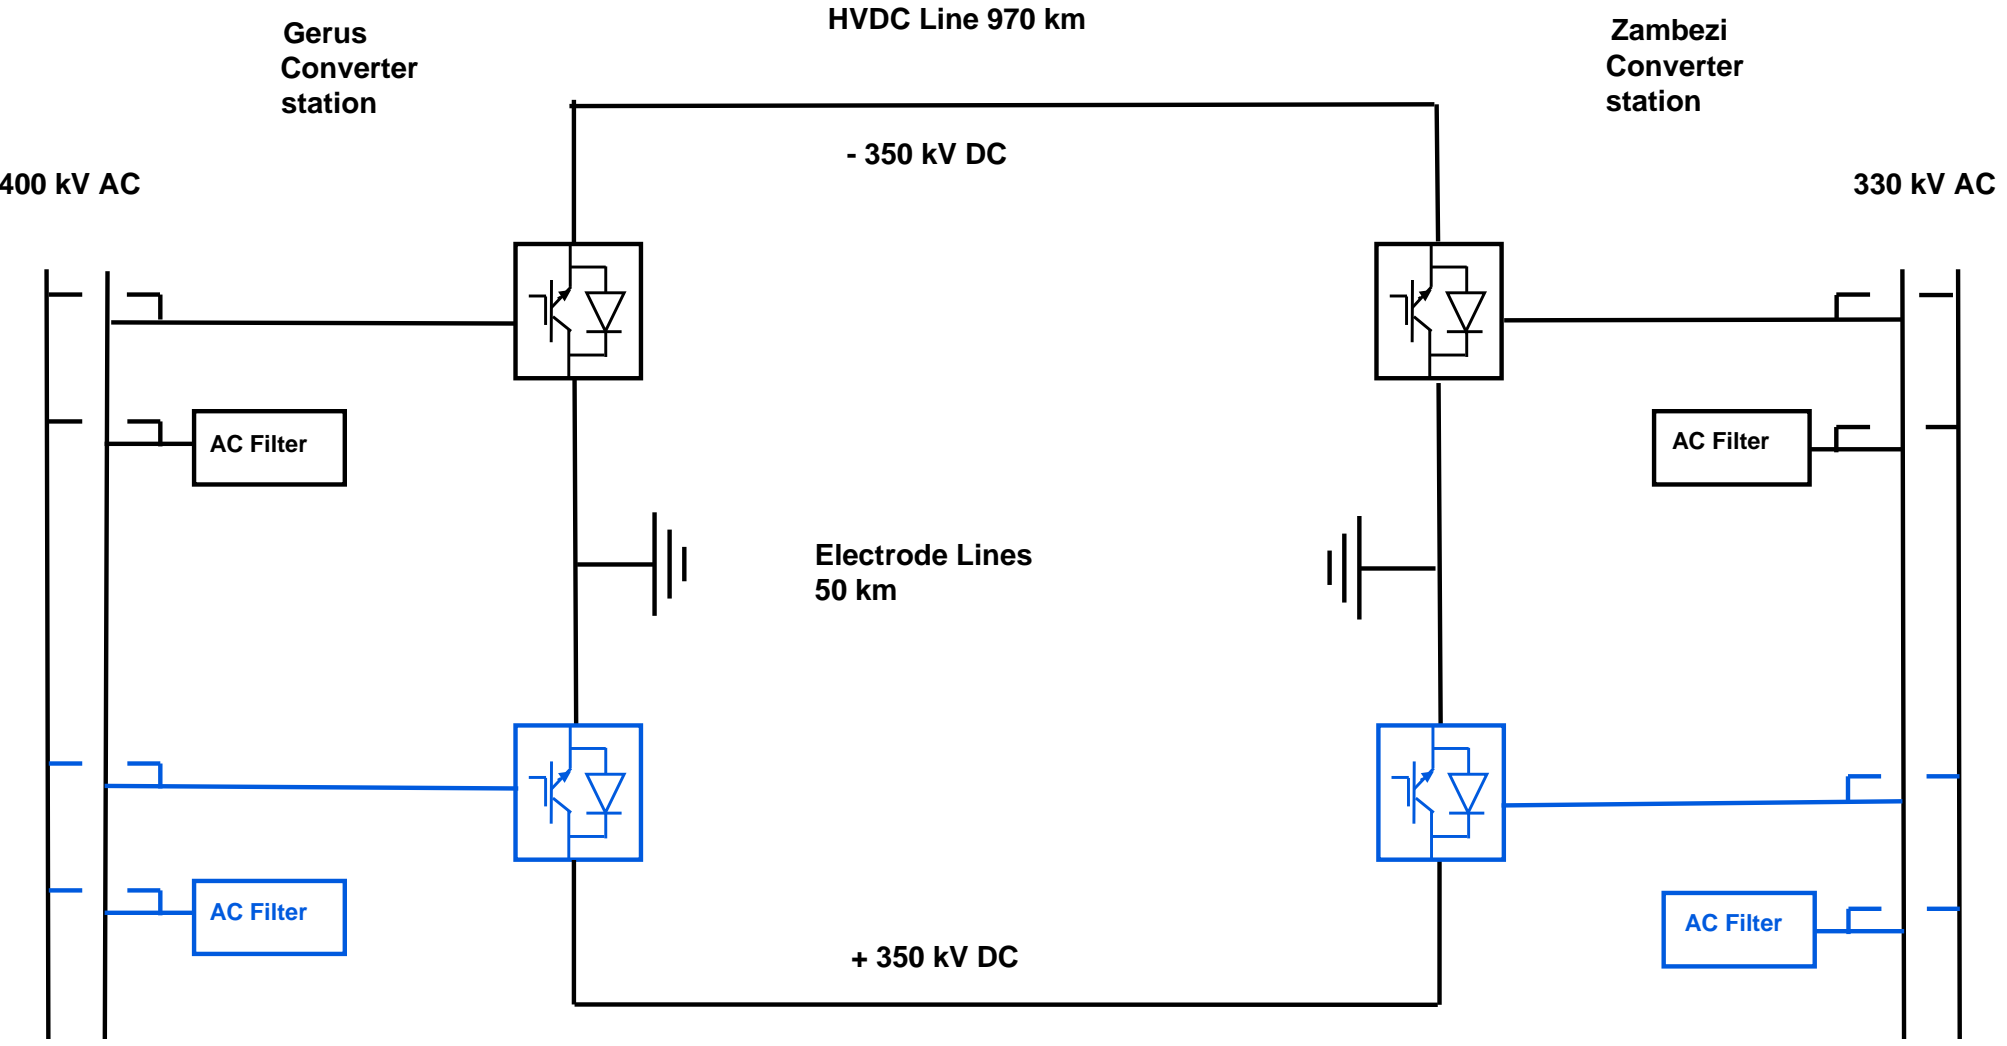 HVDC Line 970 km
Gerus
Converter
station
Zambezi
Converter
station
- 350 kV DC
400 kV AC
330 kV AC
AC Filter
AC Filter
Electrode Lines
50 km
AC Filter
AC Filter
+ 350 kV DC